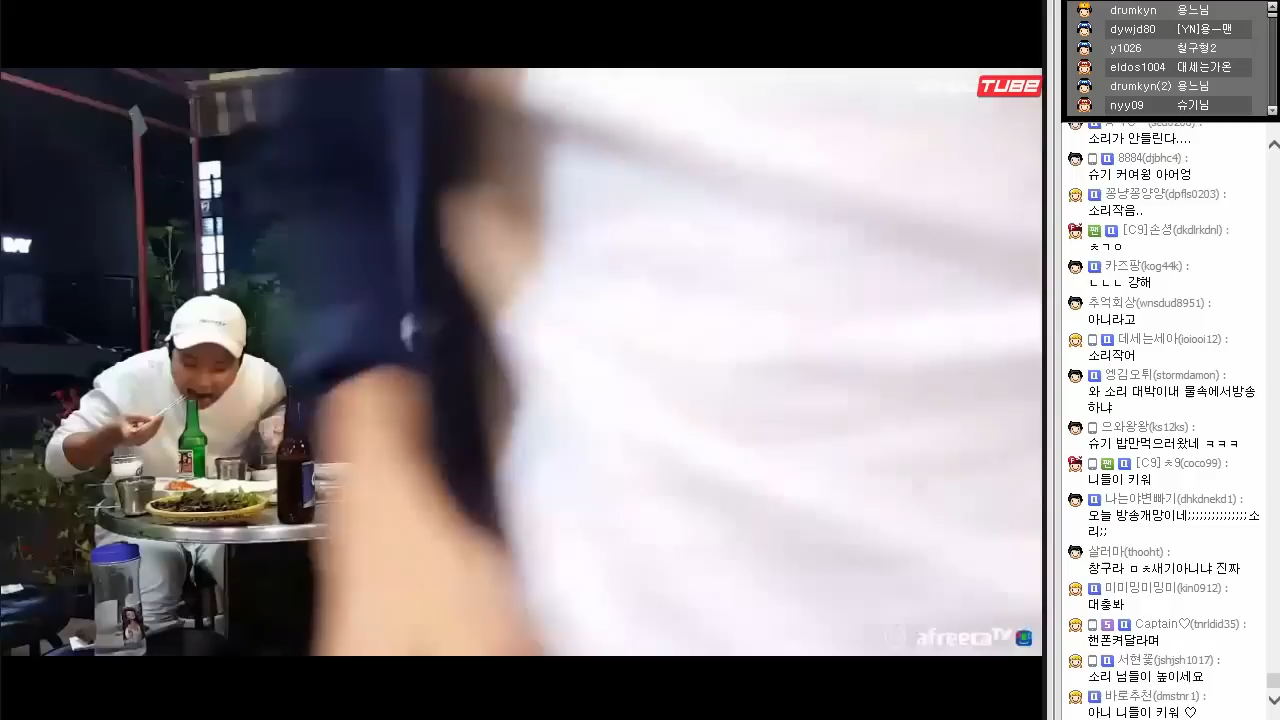 TUBE
afreecaTV
drumkyn 용느님
dywjd80 [YN]용ㅡ맨
y1026 칠구형2
eldos1004 대세는가온
drumkyn(2) 용느님
nyy09 슈기님
소리가 안들린다....
8884(djbhc4) :
슈기 커여웡 아어엉
꽁냥꽁양양(dpfls0203) :
소리작음..
[C9]손셩(dkdlrkdnl) :
ㅊㄱㅇ
카즈팡(kog44k) :
ㄴㄴㄴ 걍해
추억회상(wnsdud8951) :
아니라고
데세는세아(ioiooi12) :
소리작어
엥김오튀(stormdamon) :
와 소리 대박이내 물속에서방송
하냐
으와왕왕(ks12ks) :
슈기 밥만먹으러왔네 ㅋㅋㅋ
[C9]ㅊ9(coco99) :
니들이 키워
나는야변빠기(dhkdnekd1) :
오늘 방송개망이네;;;;;;;;;;;;;;;소
리;;
살러마(thooht) :
창구라 ㅁㅊ새기아니냐 진짜
미미밍미밍미(kin0912) :
대충봐
Captain♡(tnrldid35) :
핸폰켜달라며
서현꽃(jshjsh1017) :
소리 님들이 높이세요
바로추천(dmstnr1) :
아니 니들이 키워 ♡